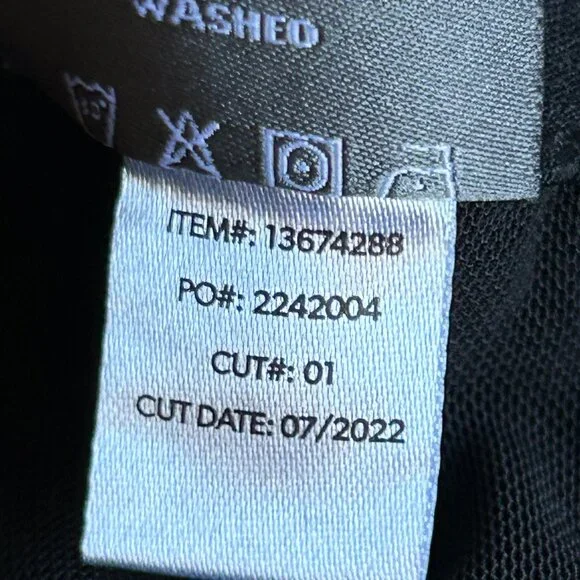 WASHED
ITEM#: 13674288
PO#: 2242004
CUT#: 01
CUT DATE: 07/2022